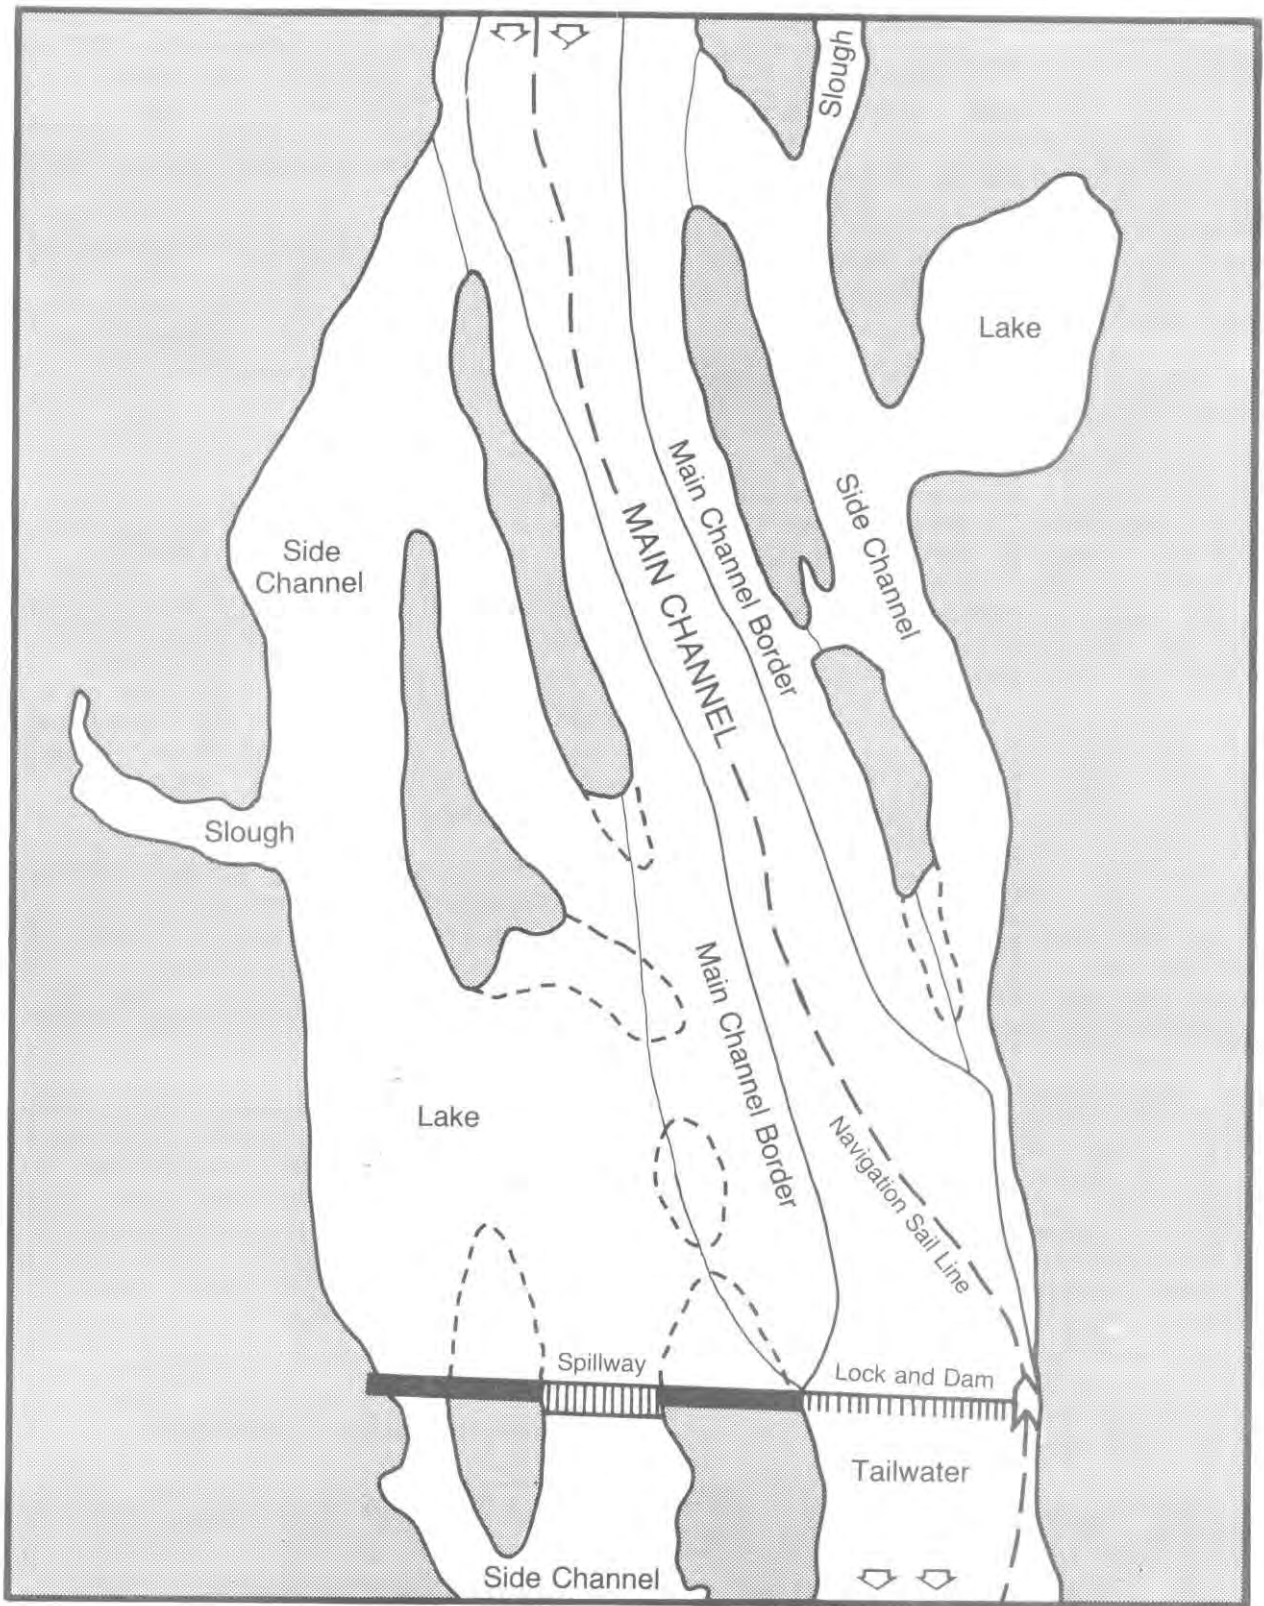 Slough
Lake
Main Channel Border
Side Channel
MAIN CHANNEL
Side
Channel
Slough
Main Channel Border
Lake
Navigation Sail Line
Spillway
Lock and Dam
Tailwater
Side Channel